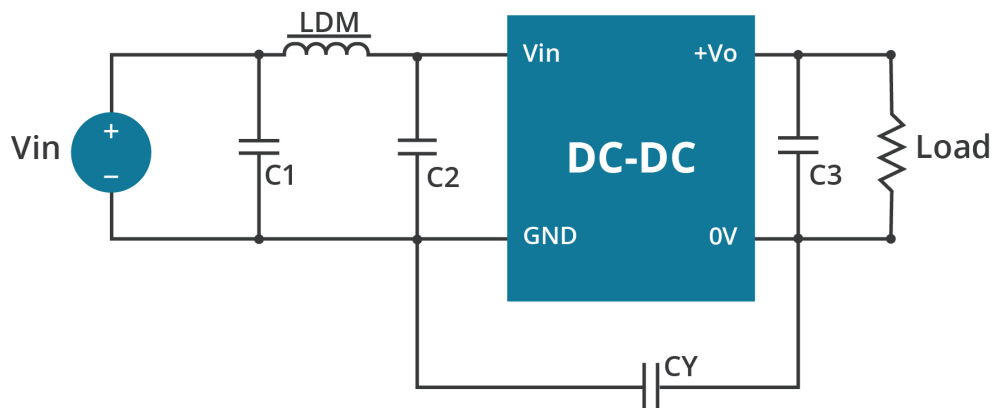 LDM
Vin
+Vo
Vin
+
−
DC-DC
Load
C1
C2
C3
GND
0V
CY